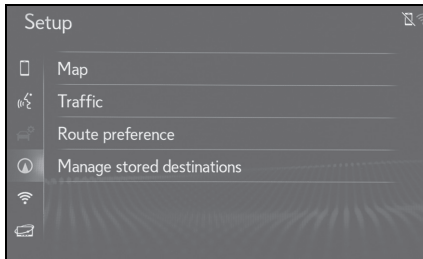 Setup
Map
Traffic
Route preference
Manage stored destinations